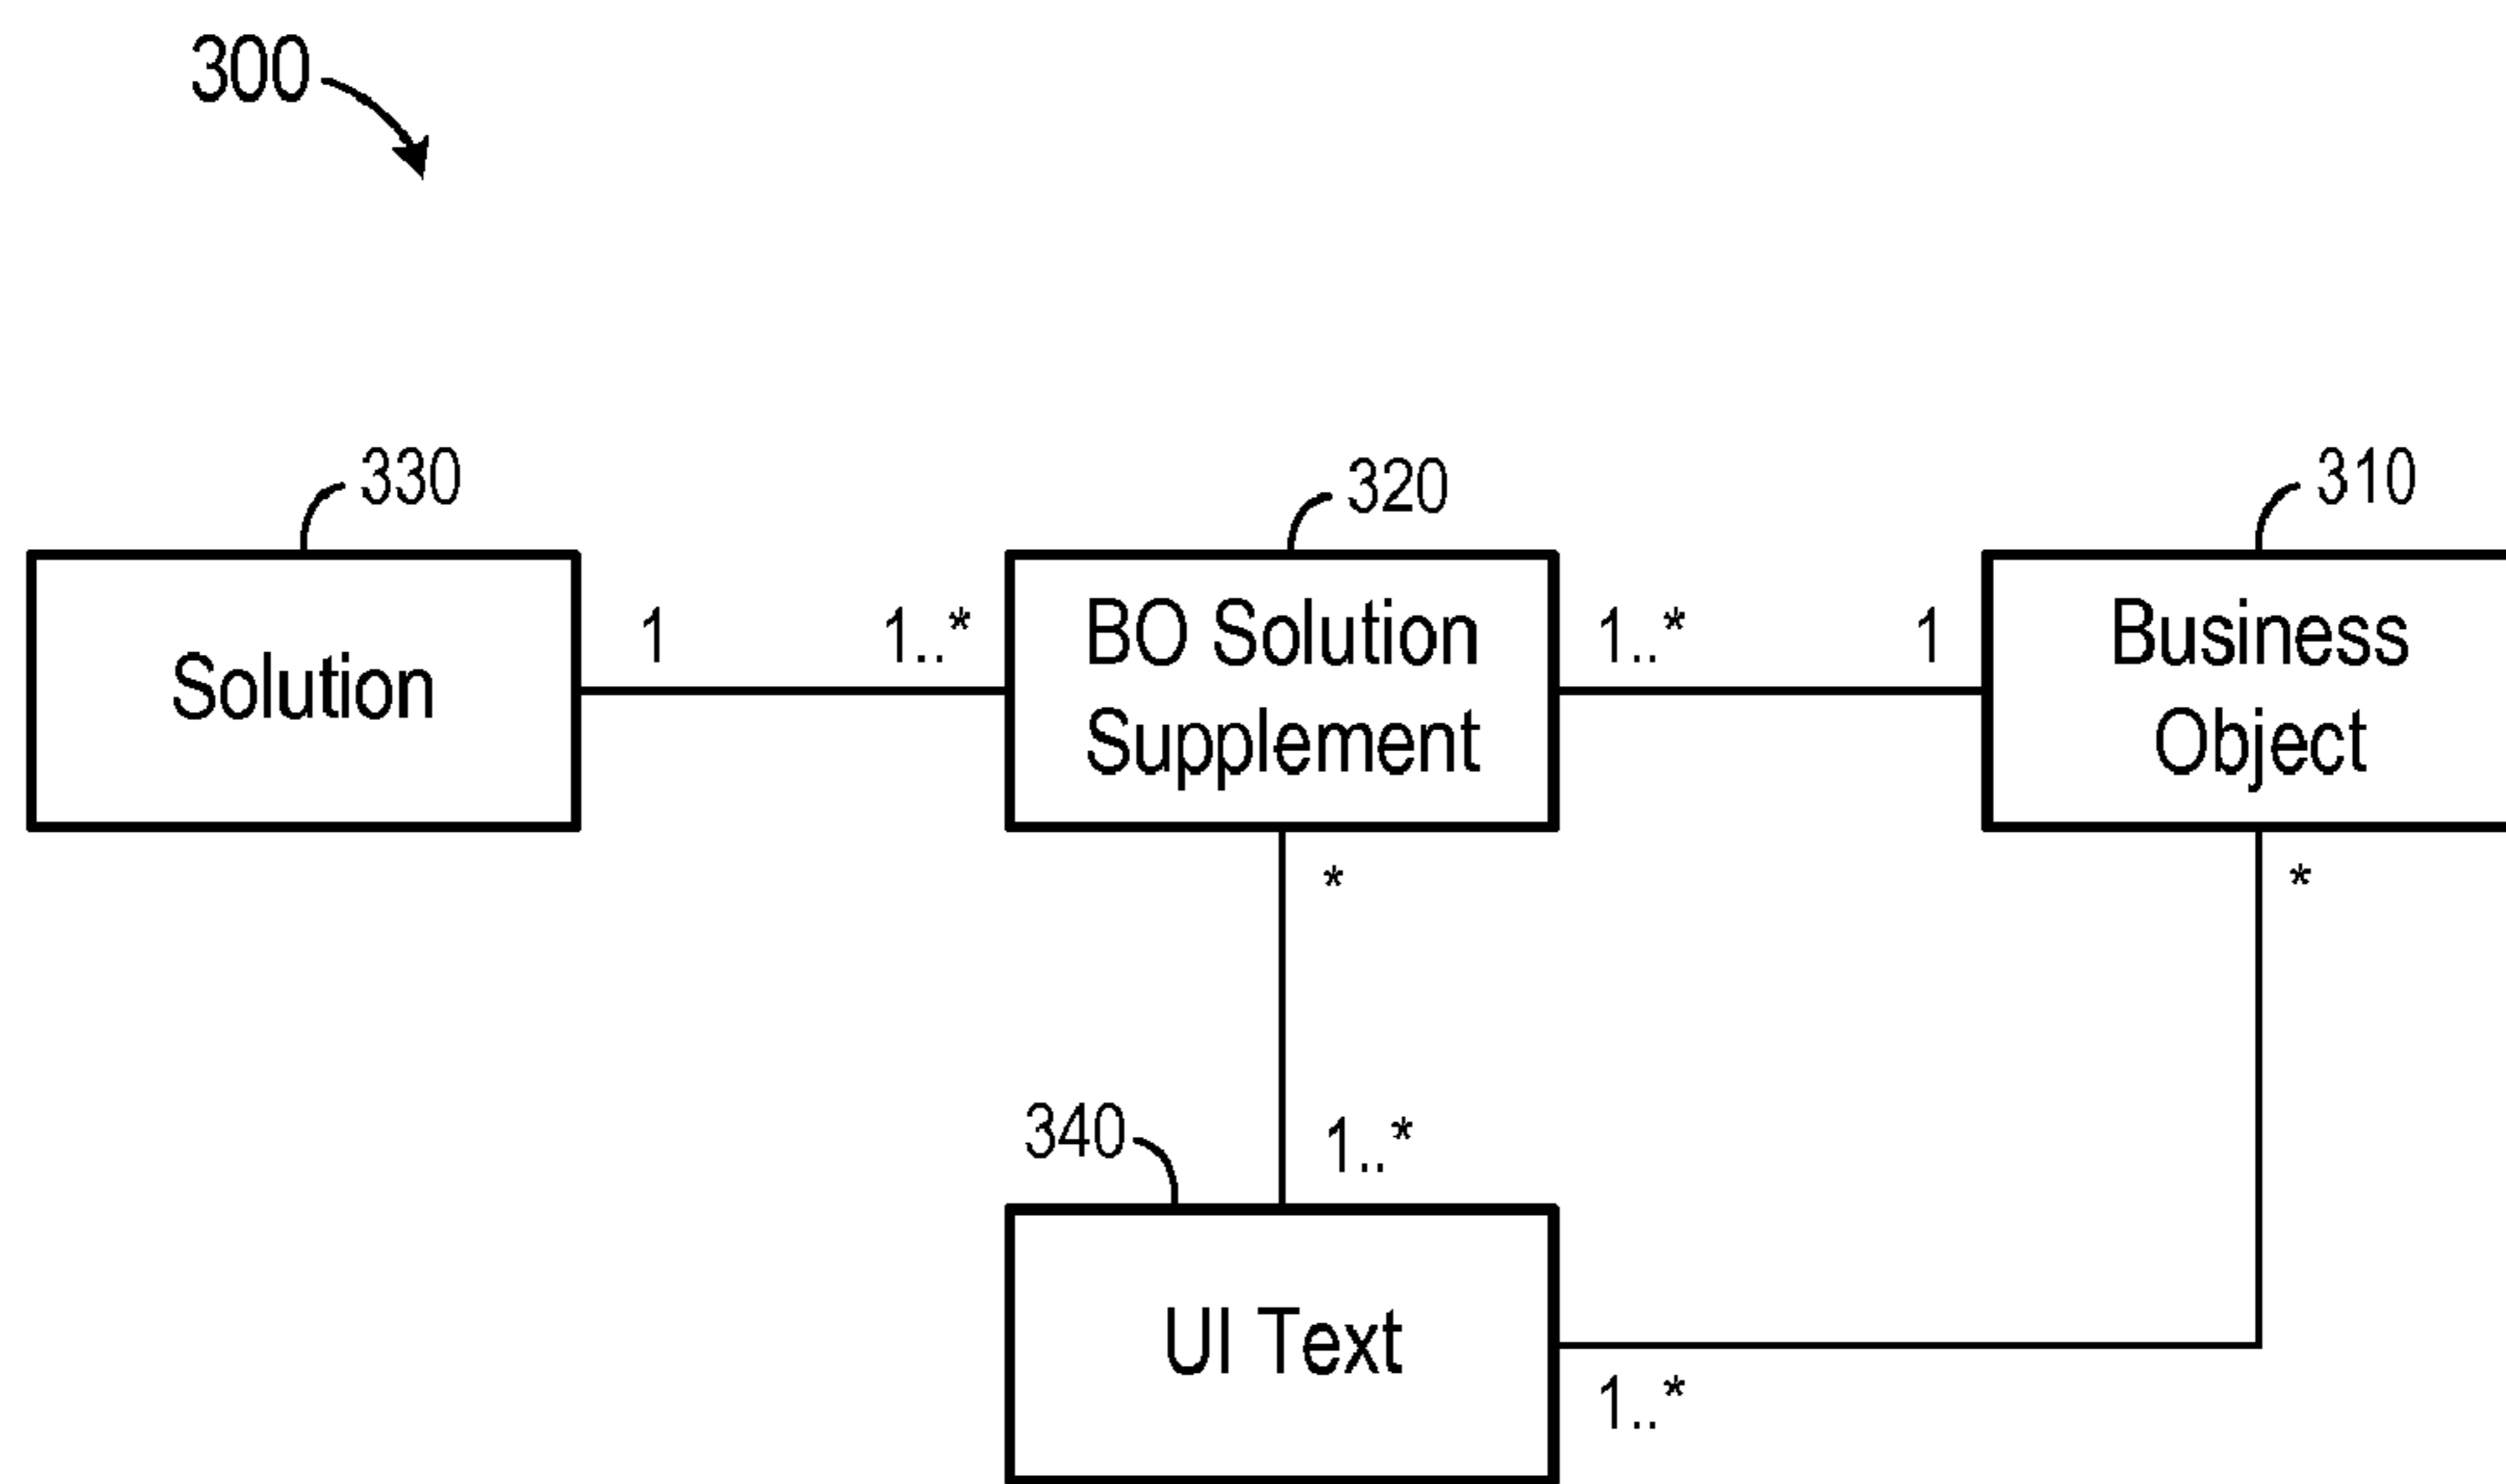 300
330
320
310
Solution
1
1..*
BO Solution
Supplement
1..*
1
Business
Object
*
*
340
1..*
UI Text
1..*